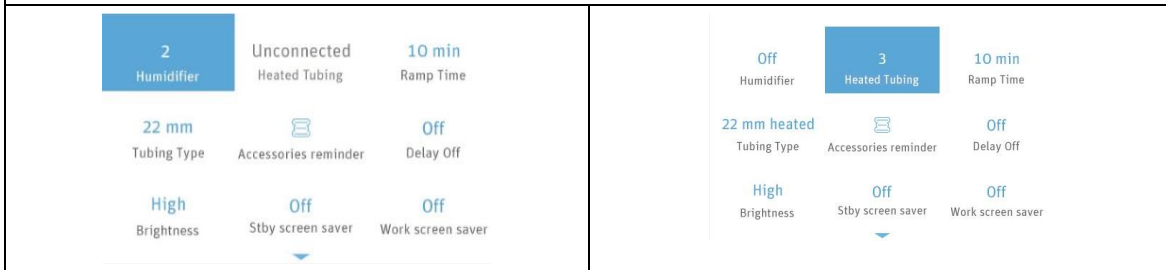 2 Unconnected 10 min
Humidifier Heated Tubing Ramp Time
22 mm Off
Tubing Type Accessories reminder Delay Off
High Off Off
Brightness Stby screen saver Work screen saver
Off 3 10 min
Humidifier Heated Tubing Ramp Time
22 mm heated Off
Tubing Type Accessories reminder Delay Off
High Off Off
Brightness Stby screen saver Work screen saver